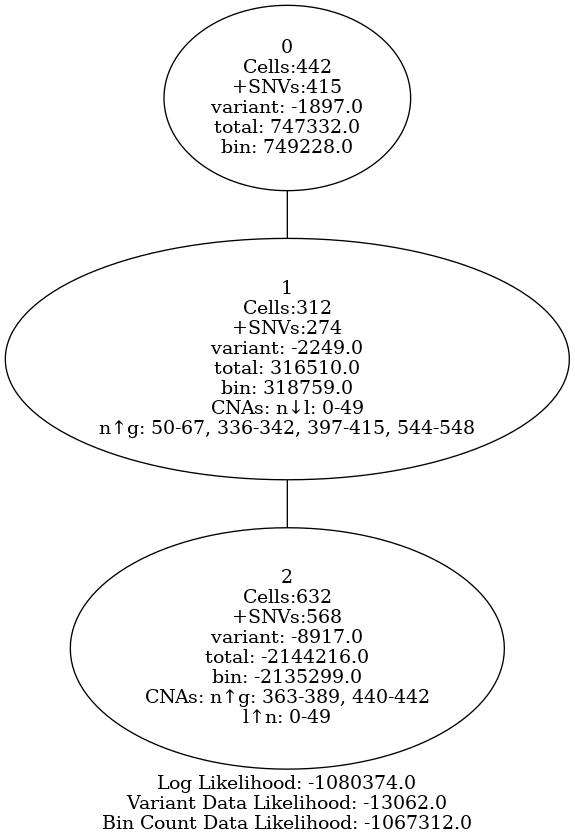 0
Cells:442
+SNVs:415
variant: -1897.0
total: 747332.0
bin: 749228.0
1
Cells:312
+SNVs:274
variant: -2249.0
total: 316510.0
bin: 318759.0
CNAs: n↓l: 0-49
n↑g: 50-67, 336-342, 397-415, 544-548
2
Cells:632
+SNVs:568
variant: -8917.0
total: -2144216.0
bin: -2135299.0
CNAs: n↑g: 363-389, 440-442
l↑n: 0-49
Log Likelihood: -1080374.0
Variant Data Likelihood: -13062.0
Bin Count Data Likelihood: -1067312.0